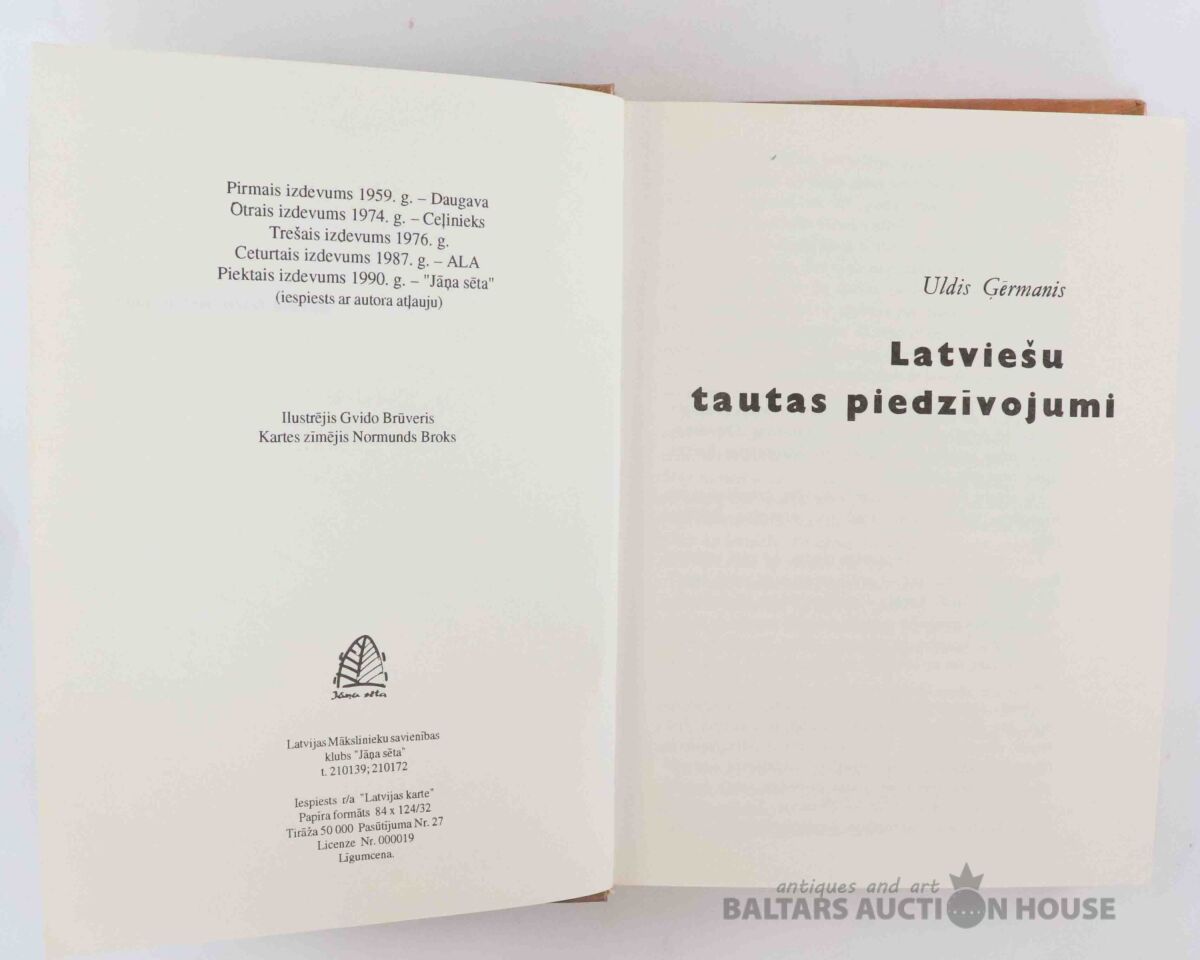 Pirmais izdevums 1959. g. – Daugava
Otrais izdevums 1974. g. – Ceļinieks
Trešais izdevums 1976. g.
Ceturtais izdevums 1987. g. – ALA
Piektais izdevums 1990. g. – "Jāņa sēta"
(iespiests ar autora atļauju)
Ilustrējis Gvido Brūveris
Kartes zīmējis Normunds Broks
Jāņa sēta
Latvijas Mākslinieku savienības
klubs "Jāņa sēta"
t. 210139; 210172
Iespiests r/a "Latvijas karte"
Papīra formāts 84 x 124/32
Tirāža 50 000 Pasūtījuma Nr. 27
Licenze Nr. 000019
Līgumcena.
Uldis Ģērmanis
Latviešu
tautas piedzīvojumi
antiques and art
BALTARS AUCTION HOUSE